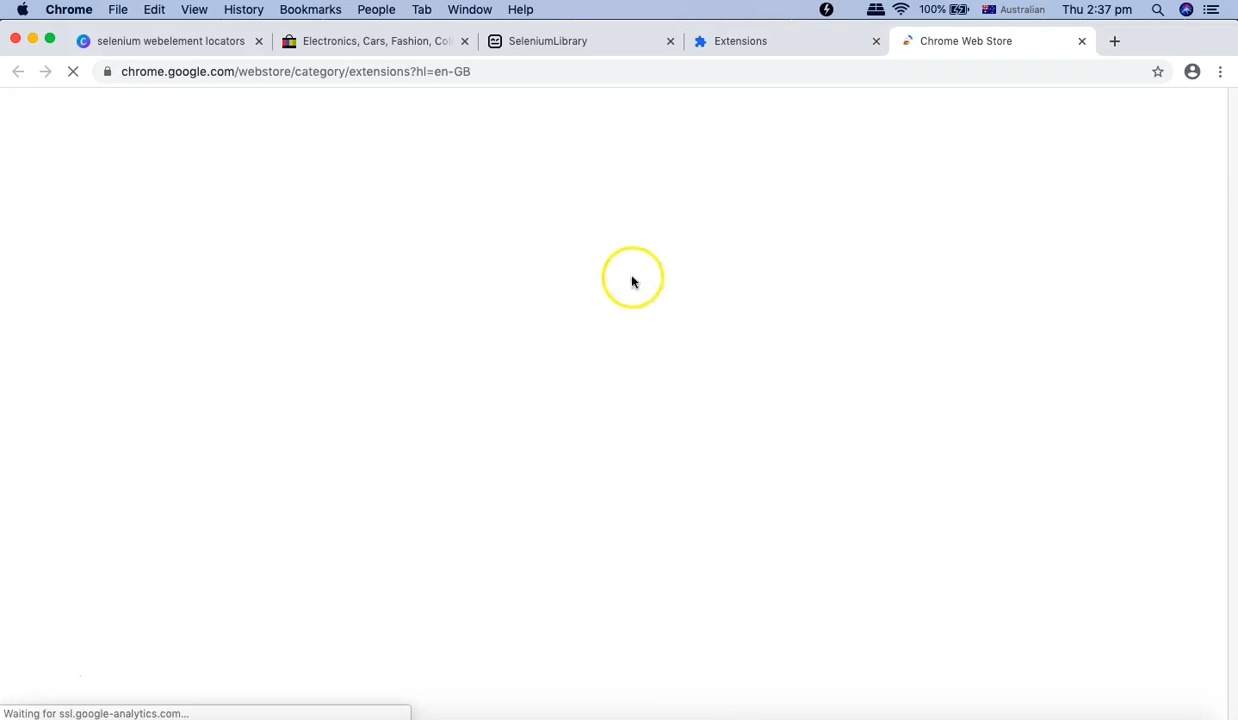 Chrome File Edit View History Bookmarks People Tab Window Help 100% Australian Thu 2:37 pm
selenium webelement locators Electronics, Cars, Fashion, Col SeleniumLibrary Extensions Chrome Web Store
chrome.google.com/webstore/category/extensions?hl=en-GB
Waiting for ssl.google-analytics.com...